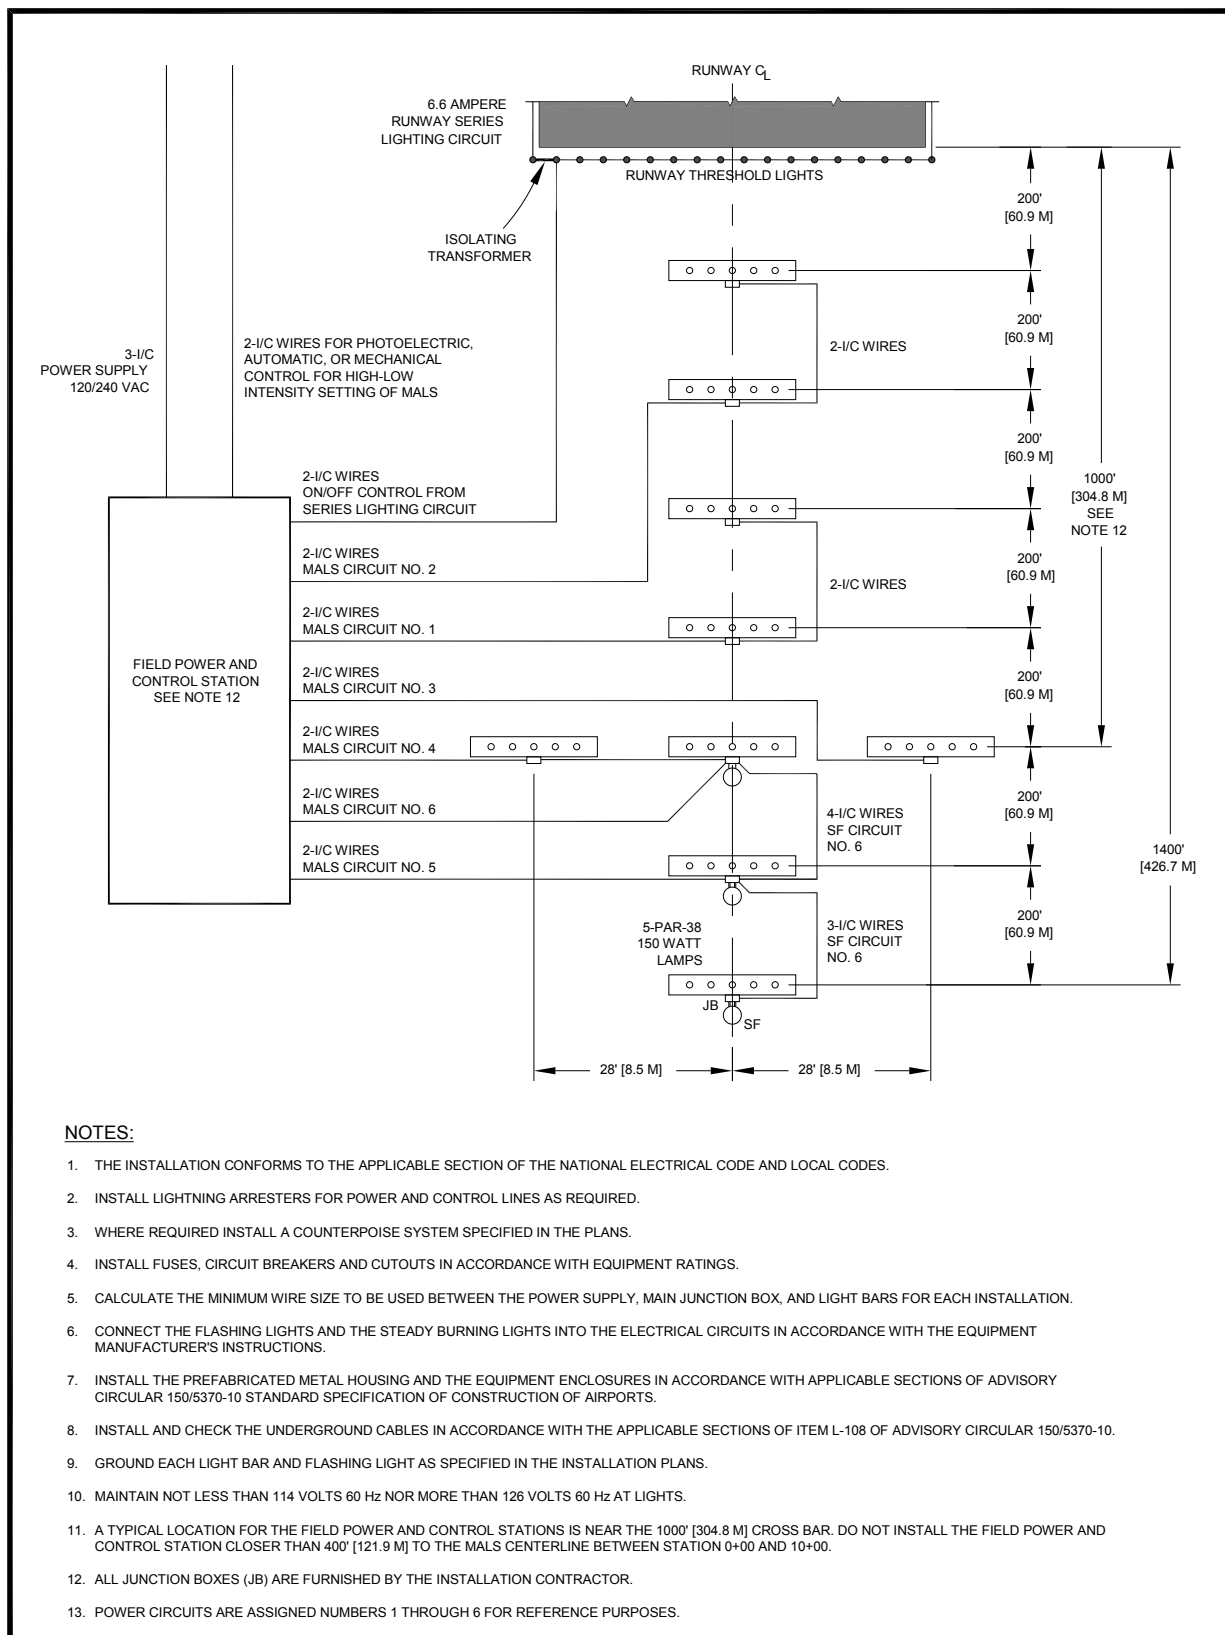 RUNWAY CL
6.6 AMPERE
RUNWAY SERIES
LIGHTING CIRCUIT
RUNWAY THRESHOLD LIGHTS
ISOLATING
TRANSFORMER
200'
[60.9 M]
3-I/C
POWER SUPPLY
120/240 VAC
2-I/C WIRES FOR PHOTOELECTRIC,
AUTOMATIC, OR MECHANICAL
CONTROL FOR HIGH-LOW
INTENSITY SETTING OF MALS
2-I/C WIRES
200'
[60.9 M]
200'
[60.9 M]
1000'
[304.8 M]
SEE
NOTE 12
2-I/C WIRES
ON/OFF CONTROL FROM
SERIES LIGHTING CIRCUIT
2-I/C WIRES
MALS CIRCUIT NO. 2
2-I/C WIRES
200'
[60.9 M]
2-I/C WIRES
MALS CIRCUIT NO. 1
FIELD POWER AND
CONTROL STATION
SEE NOTE 12
2-I/C WIRES
MALS CIRCUIT NO. 3
200'
[60.9 M]
2-I/C WIRES
MALS CIRCUIT NO. 4
2-I/C WIRES
MALS CIRCUIT NO. 6
4-I/C WIRES
SF CIRCUIT
NO. 6
200'
[60.9 M]
2-I/C WIRES
MALS CIRCUIT NO. 5
1400'
[426.7 M]
5-PAR-38
150 WATT
LAMPS
3-I/C WIRES
SF CIRCUIT
NO. 6
200'
[60.9 M]
JB
SF
28' [8.5 M]
28' [8.5 M]
NOTES:
1. THE INSTALLATION CONFORMS TO THE APPLICABLE SECTION OF THE NATIONAL ELECTRICAL CODE AND LOCAL CODES.
2. INSTALL LIGHTNING ARRESTERS FOR POWER AND CONTROL LINES AS REQUIRED.
3. WHERE REQUIRED INSTALL A COUNTERPOISE SYSTEM SPECIFIED IN THE PLANS.
4. INSTALL FUSES, CIRCUIT BREAKERS AND CUTOUTS IN ACCORDANCE WITH EQUIPMENT RATINGS.
5. CALCULATE THE MINIMUM WIRE SIZE TO BE USED BETWEEN THE POWER SUPPLY, MAIN JUNCTION BOX, AND LIGHT BARS FOR EACH INSTALLATION.
6. CONNECT THE FLASHING LIGHTS AND THE STEADY BURNING LIGHTS INTO THE ELECTRICAL CIRCUITS IN ACCORDANCE WITH THE EQUIPMENT
MANUFACTURER'S INSTRUCTIONS.
7. INSTALL THE PREFABRICATED METAL HOUSING AND THE EQUIPMENT ENCLOSURES IN ACCORDANCE WITH APPLICABLE SECTIONS OF ADVISORY
CIRCULAR 150/5370-10 STANDARD SPECIFICATION OF CONSTRUCTION OF AIRPORTS.
8. INSTALL AND CHECK THE UNDERGROUND CABLES IN ACCORDANCE WITH THE APPLICABLE SECTIONS OF ITEM L-108 OF ADVISORY CIRCULAR 150/5370-10.
9. GROUND EACH LIGHT BAR AND FLASHING LIGHT AS SPECIFIED IN THE INSTALLATION PLANS.
10. MAINTAIN NOT LESS THAN 114 VOLTS 60 Hz NOR MORE THAN 126 VOLTS 60 Hz AT LIGHTS.
11. A TYPICAL LOCATION FOR THE FIELD POWER AND CONTROL STATIONS IS NEAR THE 1000' [304.8 M] CROSS BAR. DO NOT INSTALL THE FIELD POWER AND
CONTROL STATION CLOSER THAN 400' [121.9 M] TO THE MALS CENTERLINE BETWEEN STATION 0+00 AND 10+00.
12. ALL JUNCTION BOXES (JB) ARE FURNISHED BY THE INSTALLATION CONTRACTOR.
13. POWER CIRCUITS ARE ASSIGNED NUMBERS 1 THROUGH 6 FOR REFERENCE PURPOSES.